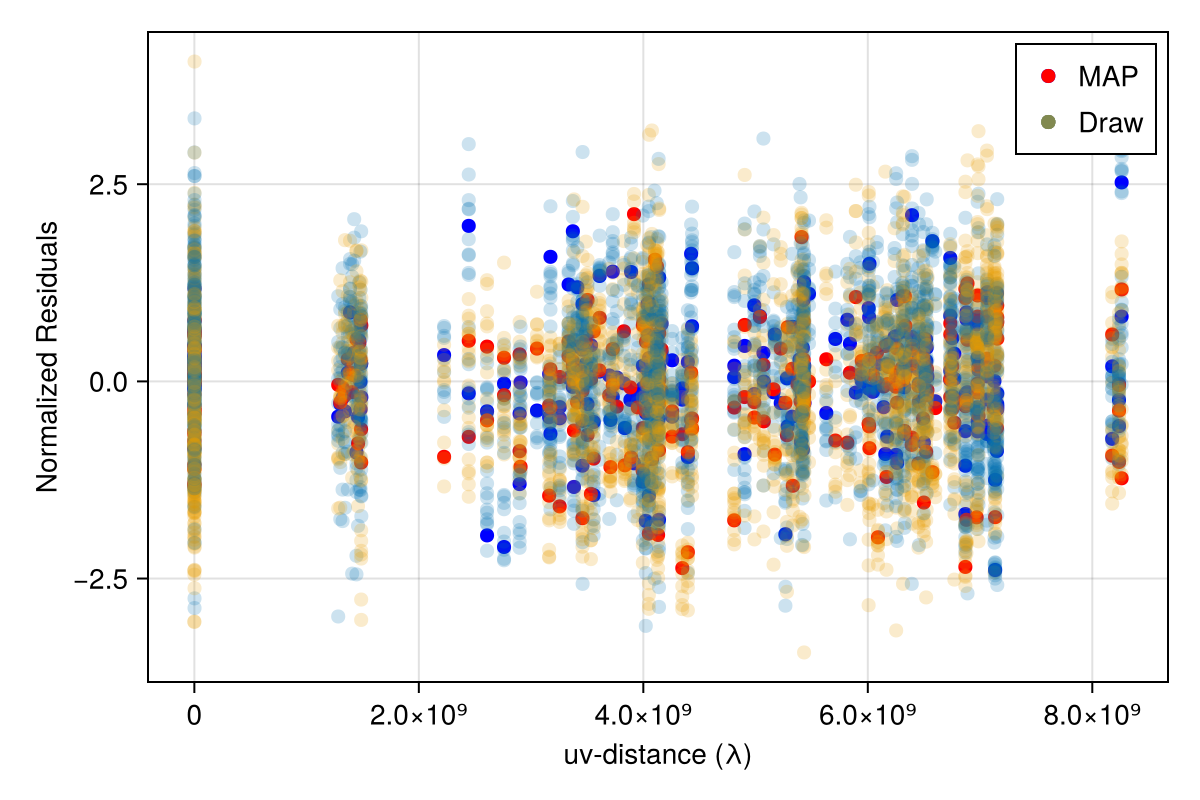 MAP
Draw
2.5
0.0
−2.5
Normalized Residuals
0
2.0×10⁹
4.0×10⁹
6.0×10⁹
8.0×10⁹
uv-distance (λ)